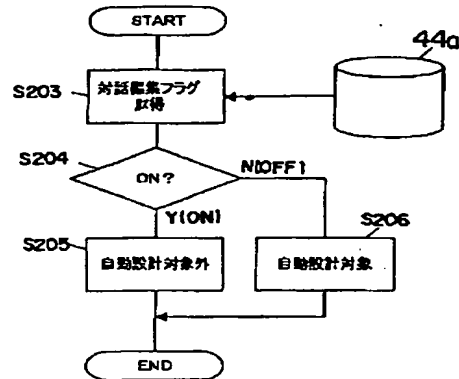 START
44a
S203
対話編集フラグ
取得
S204
ON?
N(OFF)
Y(ON)
S205
自動設計対象外
S206
自動設計対象
END